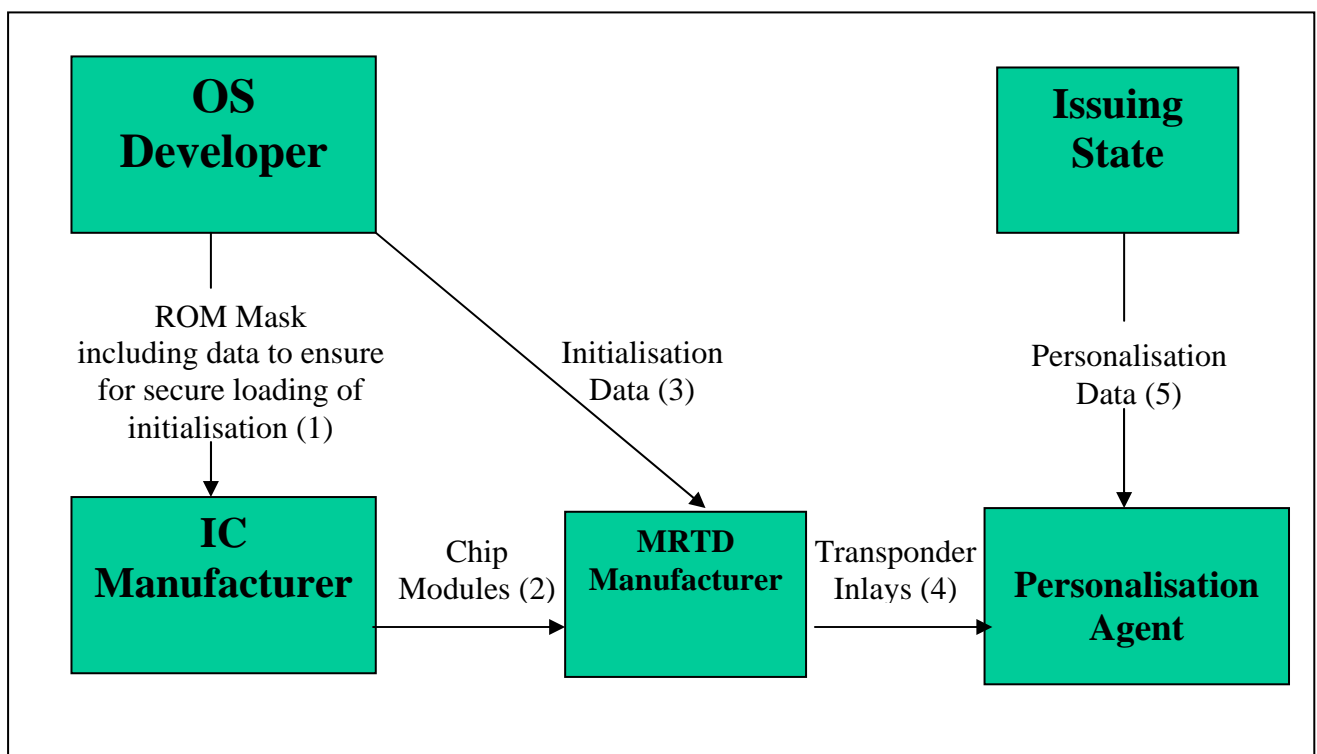 OS
Developer
Issuing
State
ROM Mask
including data to ensure
for secure loading of
initialisation (1)
Initialisation
Data (3)
Personalisation
Data (5)
IC
Manufacturer
Chip
Modules (2)
MRTD
Manufacturer
Transponder
Inlays (4)
Personalisation
Agent